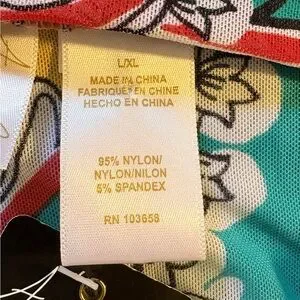 L/XL
MADE IN CHINA
FABRIQUÉ EN CHINE
HECHO EN CHINA
95% NYLON/
NYLON/NILON
5% SPANDEX
RN 103658